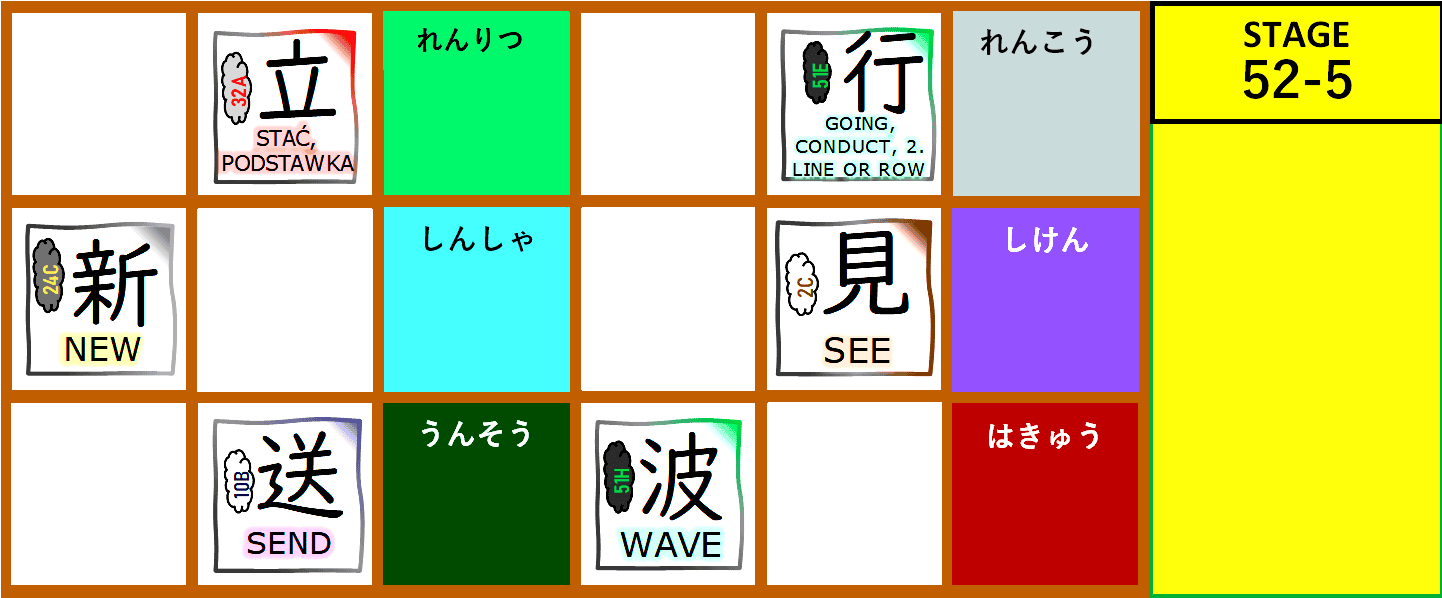 32A
立
STAĆ,
PODSTAWKA
れんりつ
51E
行
GOING,
CONDUCT, 2.
LINE OR ROW
れんこう
STAGE
52-5
24C
新
NEW
しんしゃ
2C
見
SEE
しけん
10B
送
SEND
うんそう
51H
波
WAVE
はきゅう